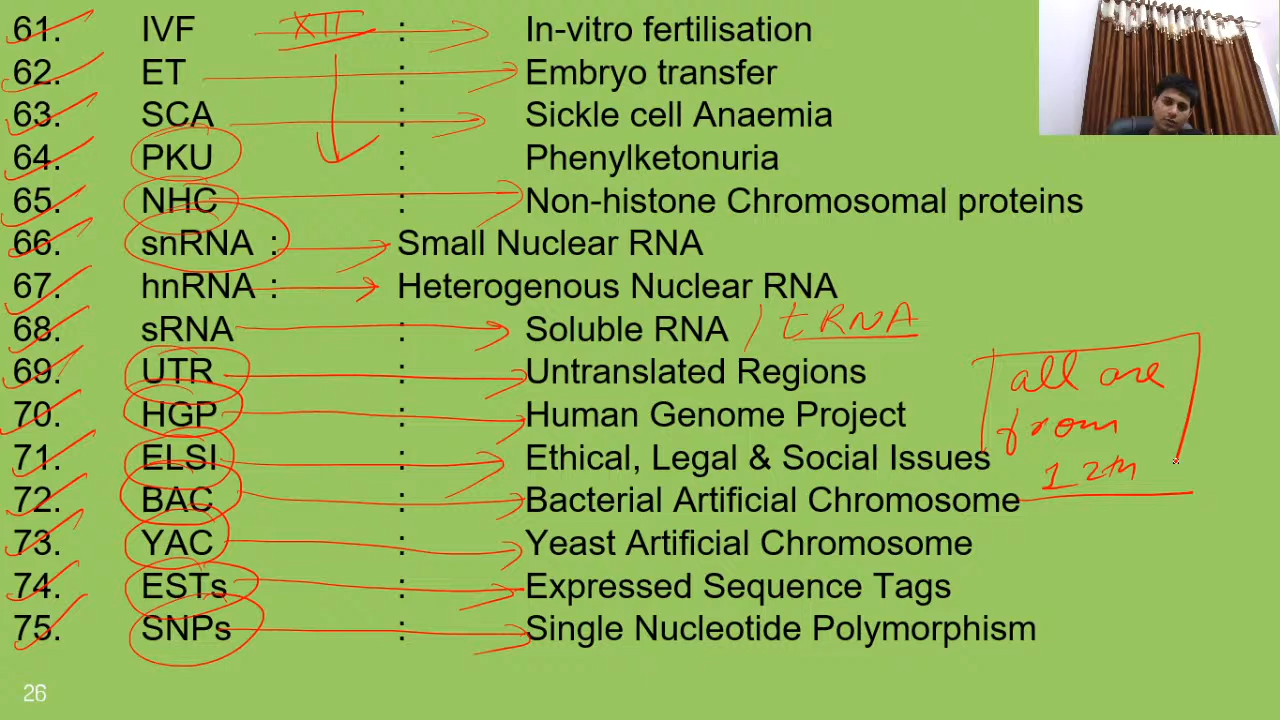 61. IVF XII : In-vitro fertilisation
62. ET : Embryo transfer
63. SCA : Sickle cell Anaemia
64. PKU : Phenylketonuria
65. NHC : Non-histone Chromosomal proteins
66. snRNA : Small Nuclear RNA
67. hnRNA : Heterogenous Nuclear RNA
68. sRNA : Soluble RNA / tRNA
69. UTR : Untranslated Regions
70. HGP : Human Genome Project
71. ELSI : Ethical, Legal & Social Issues
72. BAC : Bacterial Artificial Chromosome
73. YAC : Yeast Artificial Chromosome
74. ESTs : Expressed Sequence Tags
75. SNPs : Single Nucleotide Polymorphism
all are
from
12th
26